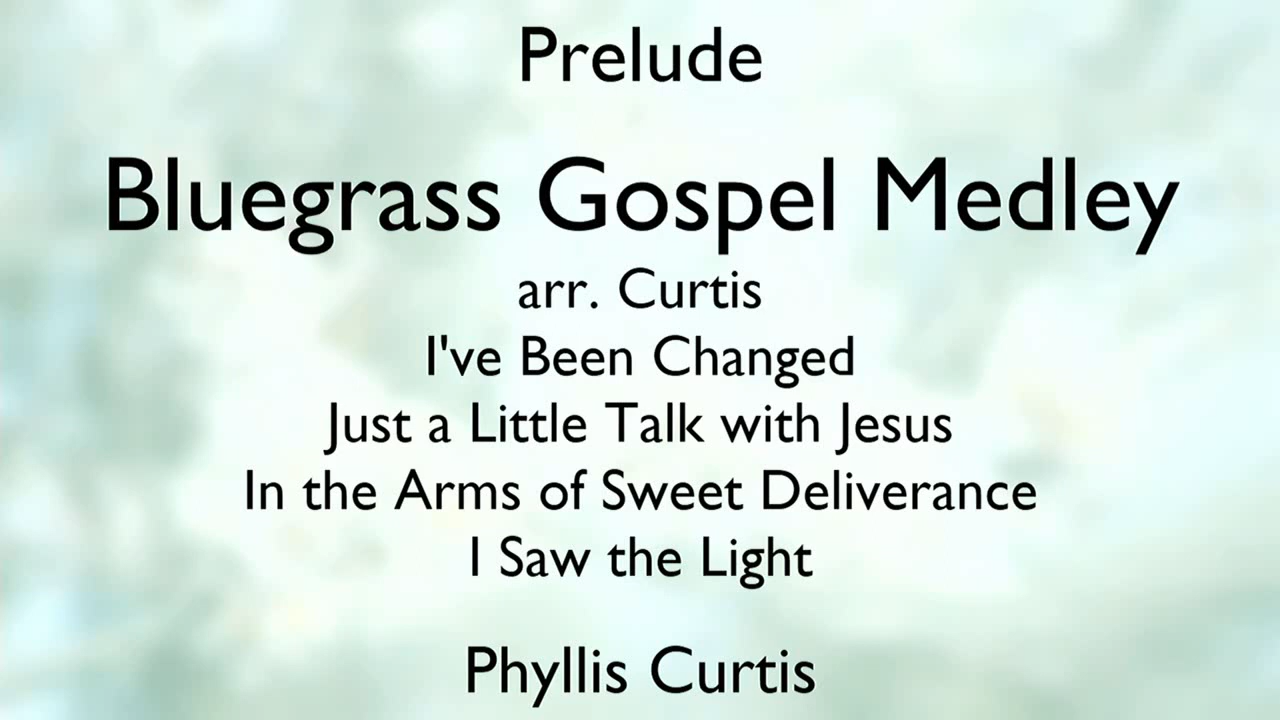 Prelude
Bluegrass Gospel Medley
arr. Curtis
I've Been Changed
Just a Little Talk with Jesus
In the Arms of Sweet Deliverance
I Saw the Light
Phyllis Curtis